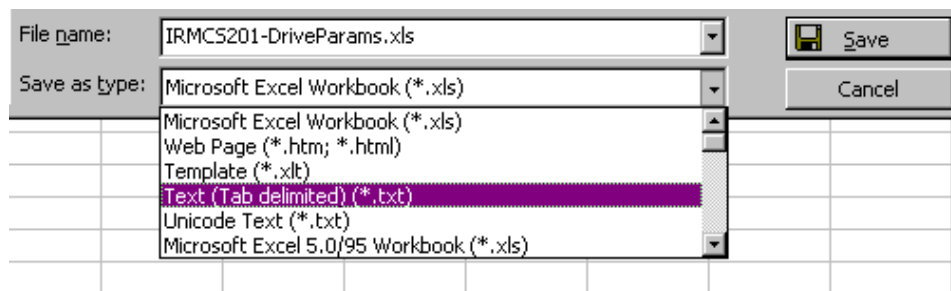 File name:
IRMCS201-DriveParams.xls
Save
Save as type:
Microsoft Excel Workbook (*.xls)
Cancel
Microsoft Excel Workbook (*.xls)
Web Page (*.htm; *.html)
Template (*.xlt)
Text (Tab delimited) (*.txt)
Unicode Text (*.txt)
Microsoft Excel 5.0/95 Workbook (*.xls)